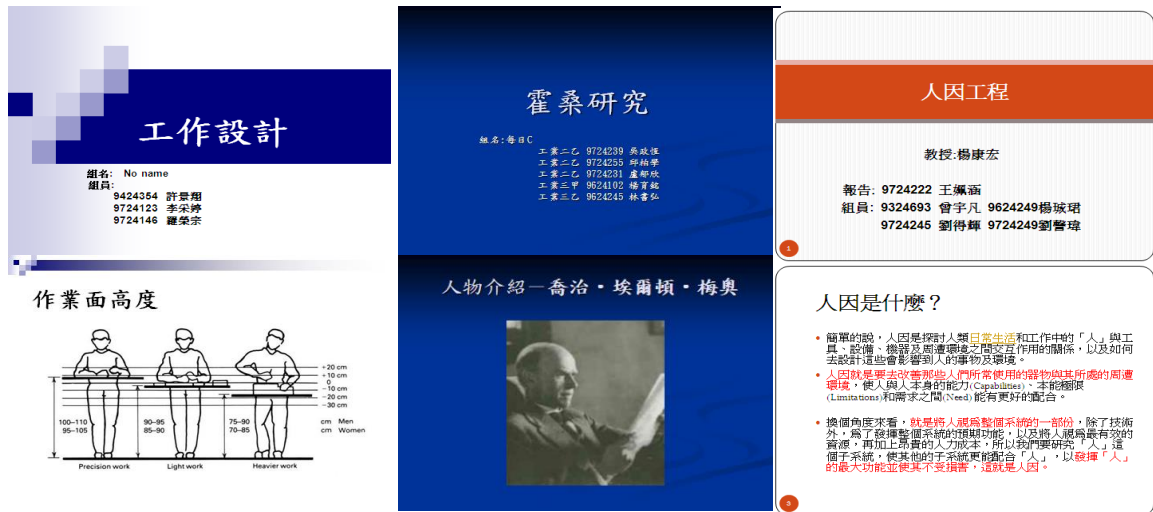 工作設計
組名: No name
組員:
9424354 許景翔
9724123 李采婷
9724146 羅榮宗
霍桑研究
組名:每日C
工業二乙 9724239 吳政恆
工業二乙 9724255 邱柏學
工業二乙 9724231 盧郁欣
工業三甲 9624102 楊育銘
工業三乙 9624245 林書弘
人因工程
教授:楊康宏
報告: 9724222 王姵涵
組員: 9324693 曾宇凡 9624249楊珹珺
9724245 劉得輝 9724249劉謦瑋
1
作業面高度
+20 cm
+10 cm
0
−10 cm
−20 cm
−30 cm
100–110 90–95 75–90 cm Men
95–105 85–90 70–85 cm Women
Precision work Light work Heavier work
人物介紹－喬治·埃爾頓·梅奧
人因是什麼？
• 簡單的說，人因是探討人類日常生活和工作中的「人」與工
具、設備、機器及周遭環境之間交互作用的關係，以及如何
去設計這些會影響到人的事物及環境。
• 人因就是要去改善那些人們所常使用的器物與其所處的周遭
環境，使人與人本身的能力(Capabilities)、本能極限
(Limitations)和需求之間(Need)能有更好的配合。
• 換個角度來看，就是將人視為整個系統的一部份，除了技術
外，為了發揮整個系統的預期功能，以及將人視為最有效的
資源，再加上昂貴的人力成本，所以我們要研究「人」這
個子系統，使其他的子系統更能配合「人」，以發揮「人」
的最大功能並使其不受損害，這就是人因。
3